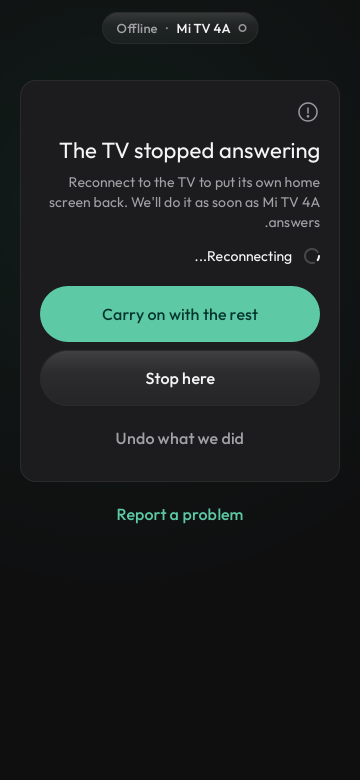 Offline · Mi TV 4A
The TV stopped answering
Reconnect to the TV to put its own home
screen back. We'll do it as soon as Mi TV 4A
.answers
...Reconnecting
Carry on with the rest
Stop here
Undo what we did
Report a problem